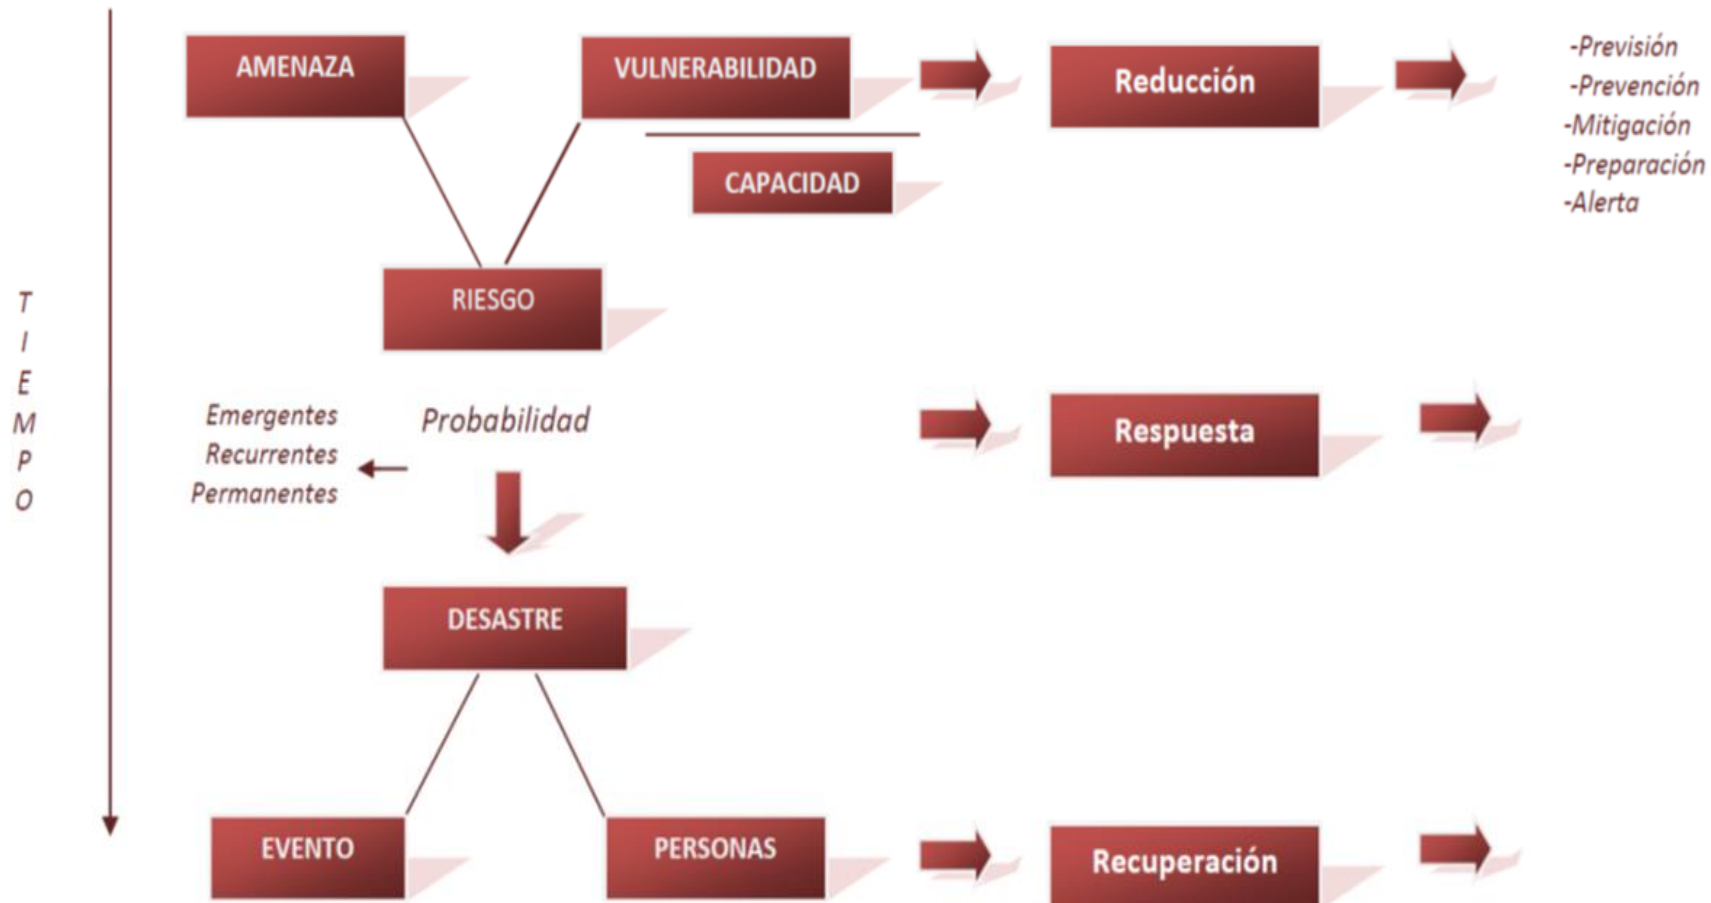 AMENAZA
VULNERABILIDAD
Reducción
-Previsión
-Prevención
-Mitigación
-Preparación
-Alerta
CAPACIDAD
RIESGO
T
I
E
M
P
O
Emergentes
Recurrentes
Permanentes
Probabilidad
Respuesta
DESASTRE
EVENTO
PERSONAS
Recuperación